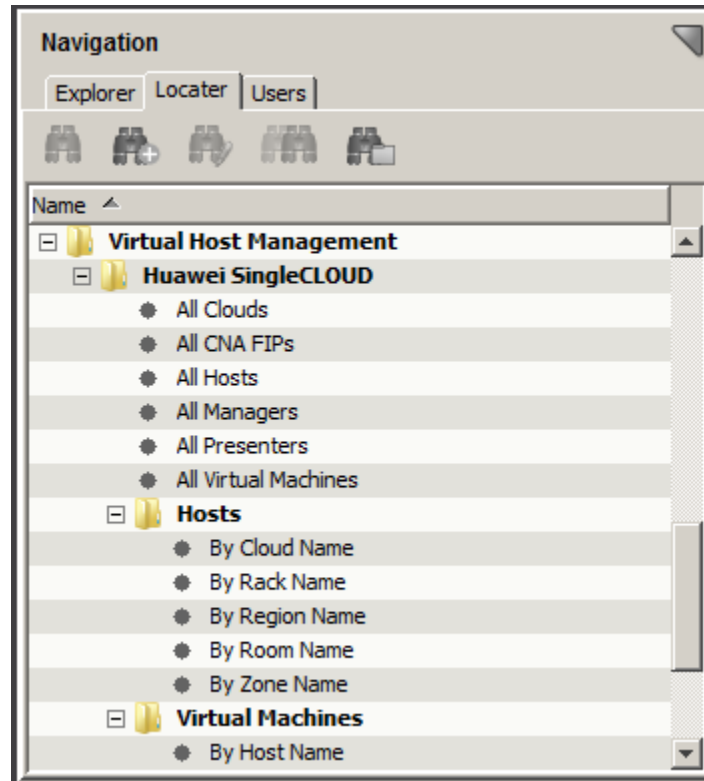 Navigation
Explorer Locater Users
Name
Virtual Host Management
Huawei SingleCLOUD
All Clouds
All CNA FIPs
All Hosts
All Managers
All Presenters
All Virtual Machines
Hosts
By Cloud Name
By Rack Name
By Region Name
By Room Name
By Zone Name
Virtual Machines
By Host Name